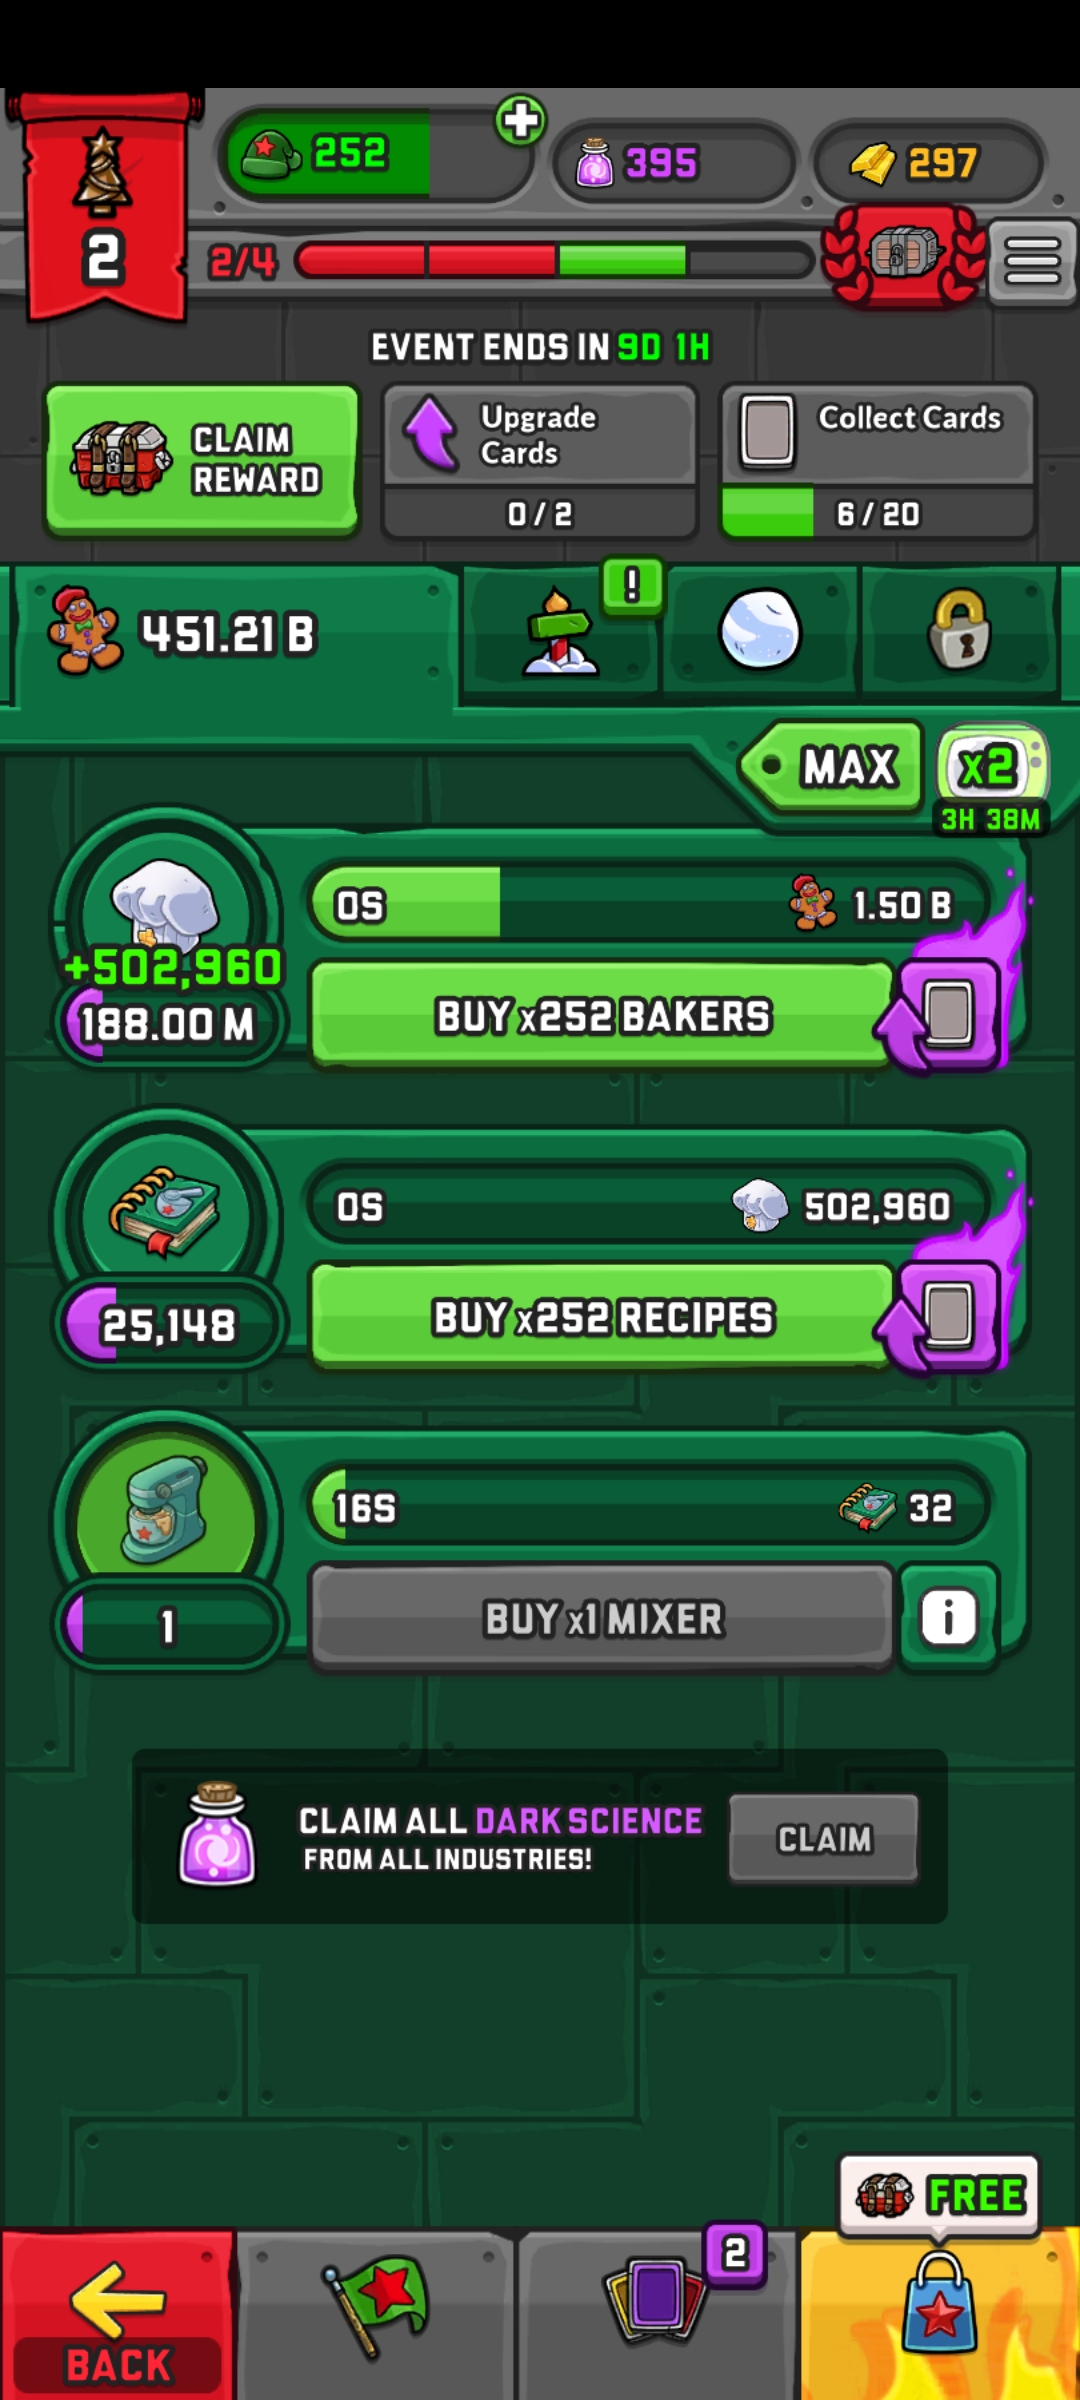 252
395
297
2
2/4
EVENT ENDS IN 9D 1H
CLAIM
REWARD
Upgrade
Cards
0 / 2
Collect Cards
6 / 20
451.21 B
!
MAX
x2
3H 38M
0S
1.50 B
+502,960
188.00 M
BUY x252 BAKERS
0S
502,960
25,148
BUY x252 RECIPES
16S
32
1
BUY x1 MIXER
i
CLAIM ALL DARK SCIENCE
FROM ALL INDUSTRIES!
CLAIM
FREE
2
BACK